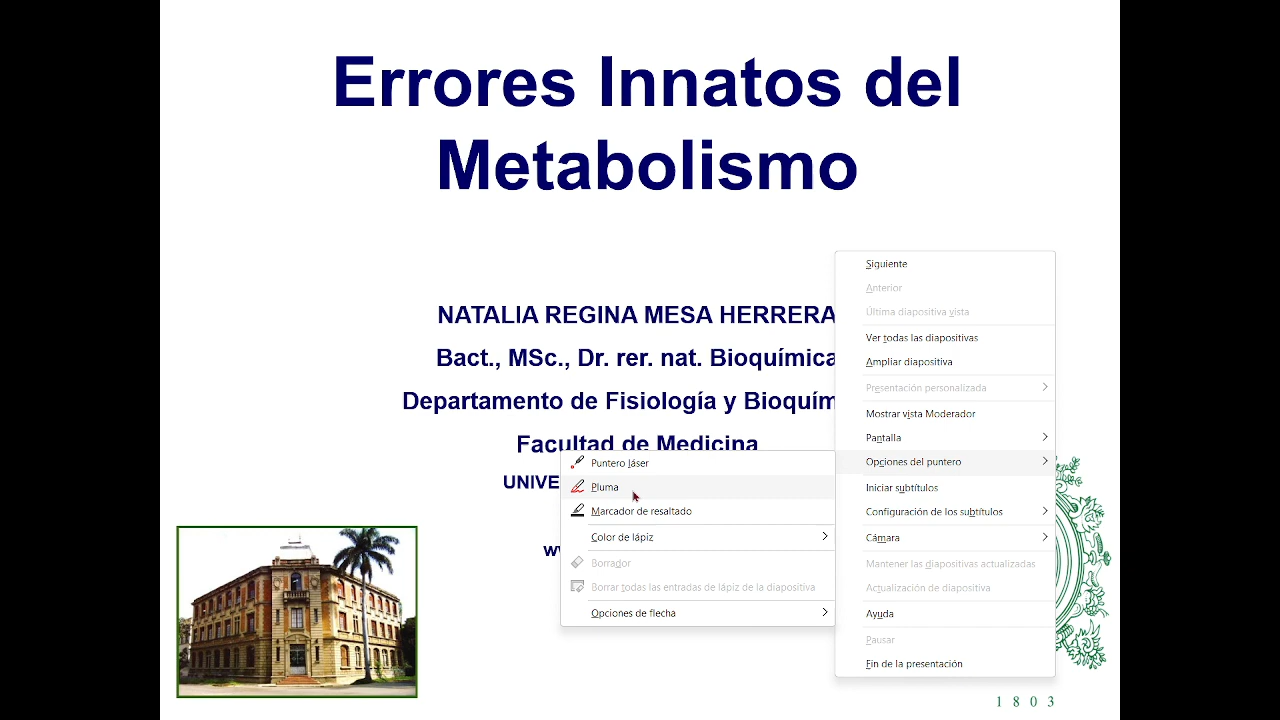 Errores Innatos del
Metabolismo
NATALIA REGINA MESA HERRERA
Bact., MSc., Dr. rer. nat. Bioquímica
Departamento de Fisiología y Bioquím
Facultad de Medicina
UNIVE
Siguiente
Anterior
Última diapositiva vista
Ver todas las diapositivas
Ampliar diapositiva
Presentación personalizada
Mostrar vista Moderador
Pantalla
Opciones del puntero
Iniciar subtítulos
Configuración de los subtítulos
Cámara
Mantener las diapositivas actualizadas
Actualización de diapositiva
Ayuda
Pausar
Fin de la presentación
Puntero láser
Pluma
Marcador de resaltado
Color de lápiz
Borrador
Borrar todas las entradas de lápiz de la diapositiva
Opciones de flecha
1803